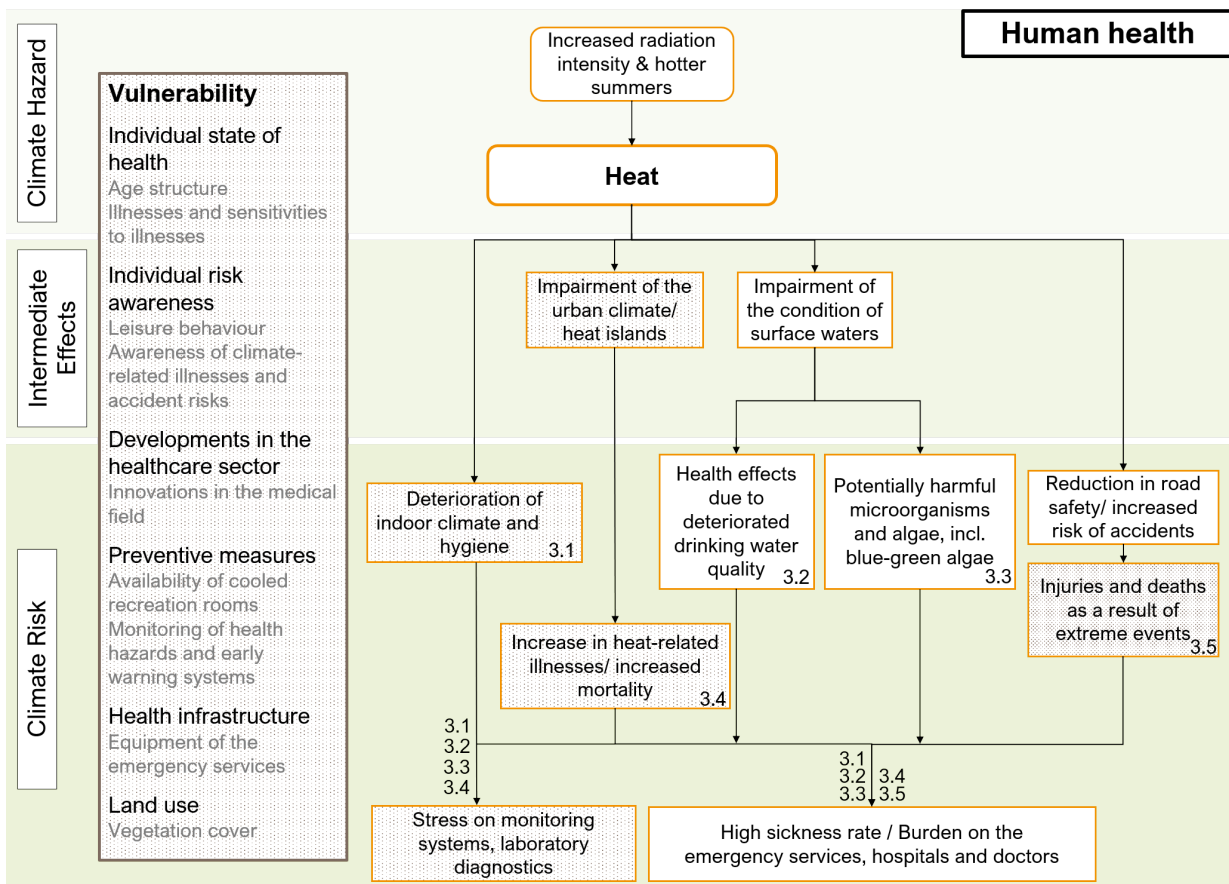 Human health
Climate Hazard
Intermediate
Effects
Climate Risk
Vulnerability
Individual state of
health
Age structure
Illnesses and sensitivities
to illnesses
Individual risk
awareness
Leisure behaviour
Awareness of climate-
related illnesses and
accident risks
Developments in the
healthcare sector
Innovations in the medical
field
Preventive measures
Availability of cooled
recreation rooms
Monitoring of health
hazards and early
warning systems
Health infrastructure
Equipment of the
emergency services
Land use
Vegetation cover
Increased radiation
intensity & hotter
summers
Heat
Impairment of the
urban climate/
heat islands
Impairment of
the condition of
surface waters
Deterioration of
indoor climate and
hygiene
3.1
Health effects
due to
deteriorated
drinking water
quality
3.2
Potentially harmful
microorganisms
and algae, incl.
blue-green algae
3.3
Reduction in road
safety/ increased
risk of accidents
Injuries and deaths
as a result of
extreme events
3.5
Increase in heat-related
illnesses/ increased
mortality
3.4
3.1
3.2
3.3
3.4
3.1
3.2 3.4
3.3 3.5
Stress on monitoring
systems, laboratory
diagnostics
High sickness rate / Burden on the
emergency services, hospitals and doctors